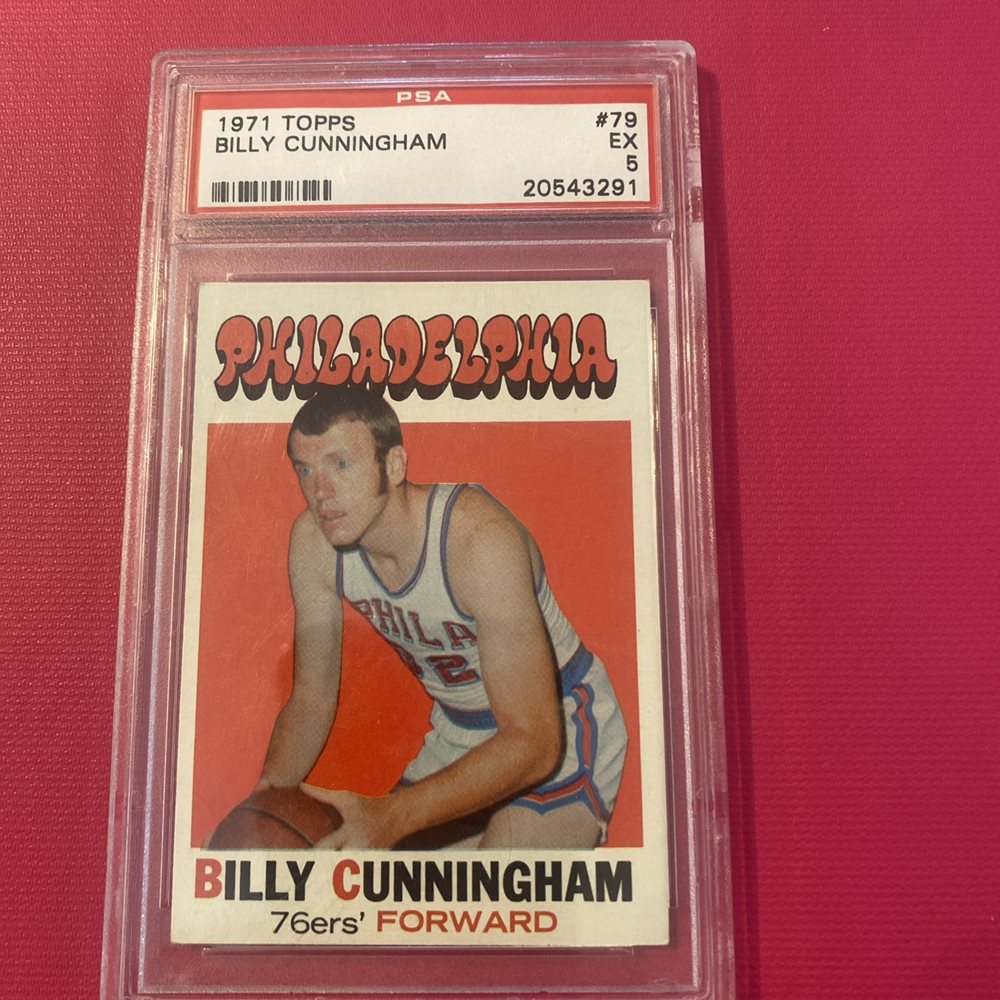 PSA
1971 TOPPS #79
BILLY CUNNINGHAM EX
5
20543291
PHILADELPHIA
PHILA
32
BILLY CUNNINGHAM
76ers' FORWARD